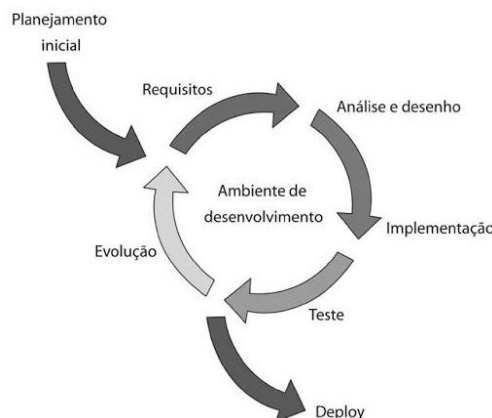 Planejamento
inicial
Requisitos
Análise e desenho
Ambiente de
desenvolvimento
Implementação
Evolução
Teste
Deploy